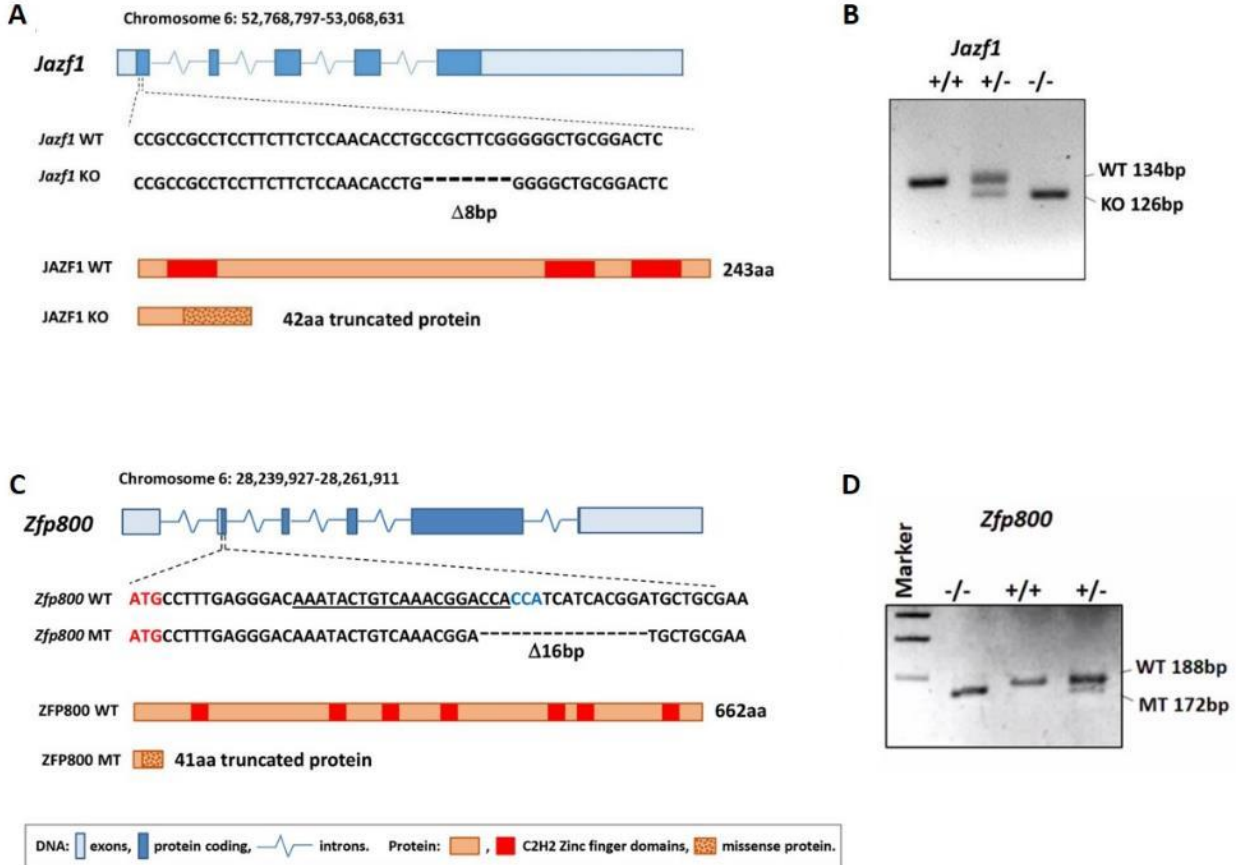 A
Chromosome 6: 52,768,797-53,068,631
Jazf1
Jazf1 WT CCGCCGCCTCCTTCTTCTCCAACACCTGCCGCTTCGGGGGCTGCGGACTC
Jazf1 KO CCGCCGCCTCCTTCTTCTCCAACACCTG--------GGGGCTGCGGACTC
Δ8bp
JAZF1 WT 243aa
JAZF1 KO 42aa truncated protein
B
Jazf1
+/+ +/- -/-
WT 134bp
KO 126bp
C
Chromosome 6: 28,239,927-28,261,911
Zfp800
Zfp800 WT ATGCCTTTGAGGGACAAATACTGTCAAACGGACCACCATCATCACGGATGCTGCGAA
Zfp800 MT ATGCCTTTGAGGGACAAATACTGTCAAACGGA----------------TGCTGCGAA
Δ16bp
ZFP800 WT 662aa
ZFP800 MT 41aa truncated protein
D
Zfp800
Marker
-/- +/+ +/-
WT 188bp
MT 172bp
DNA: exons, protein coding, introns. Protein: , C2H2 Zinc finger domains, missense protein.